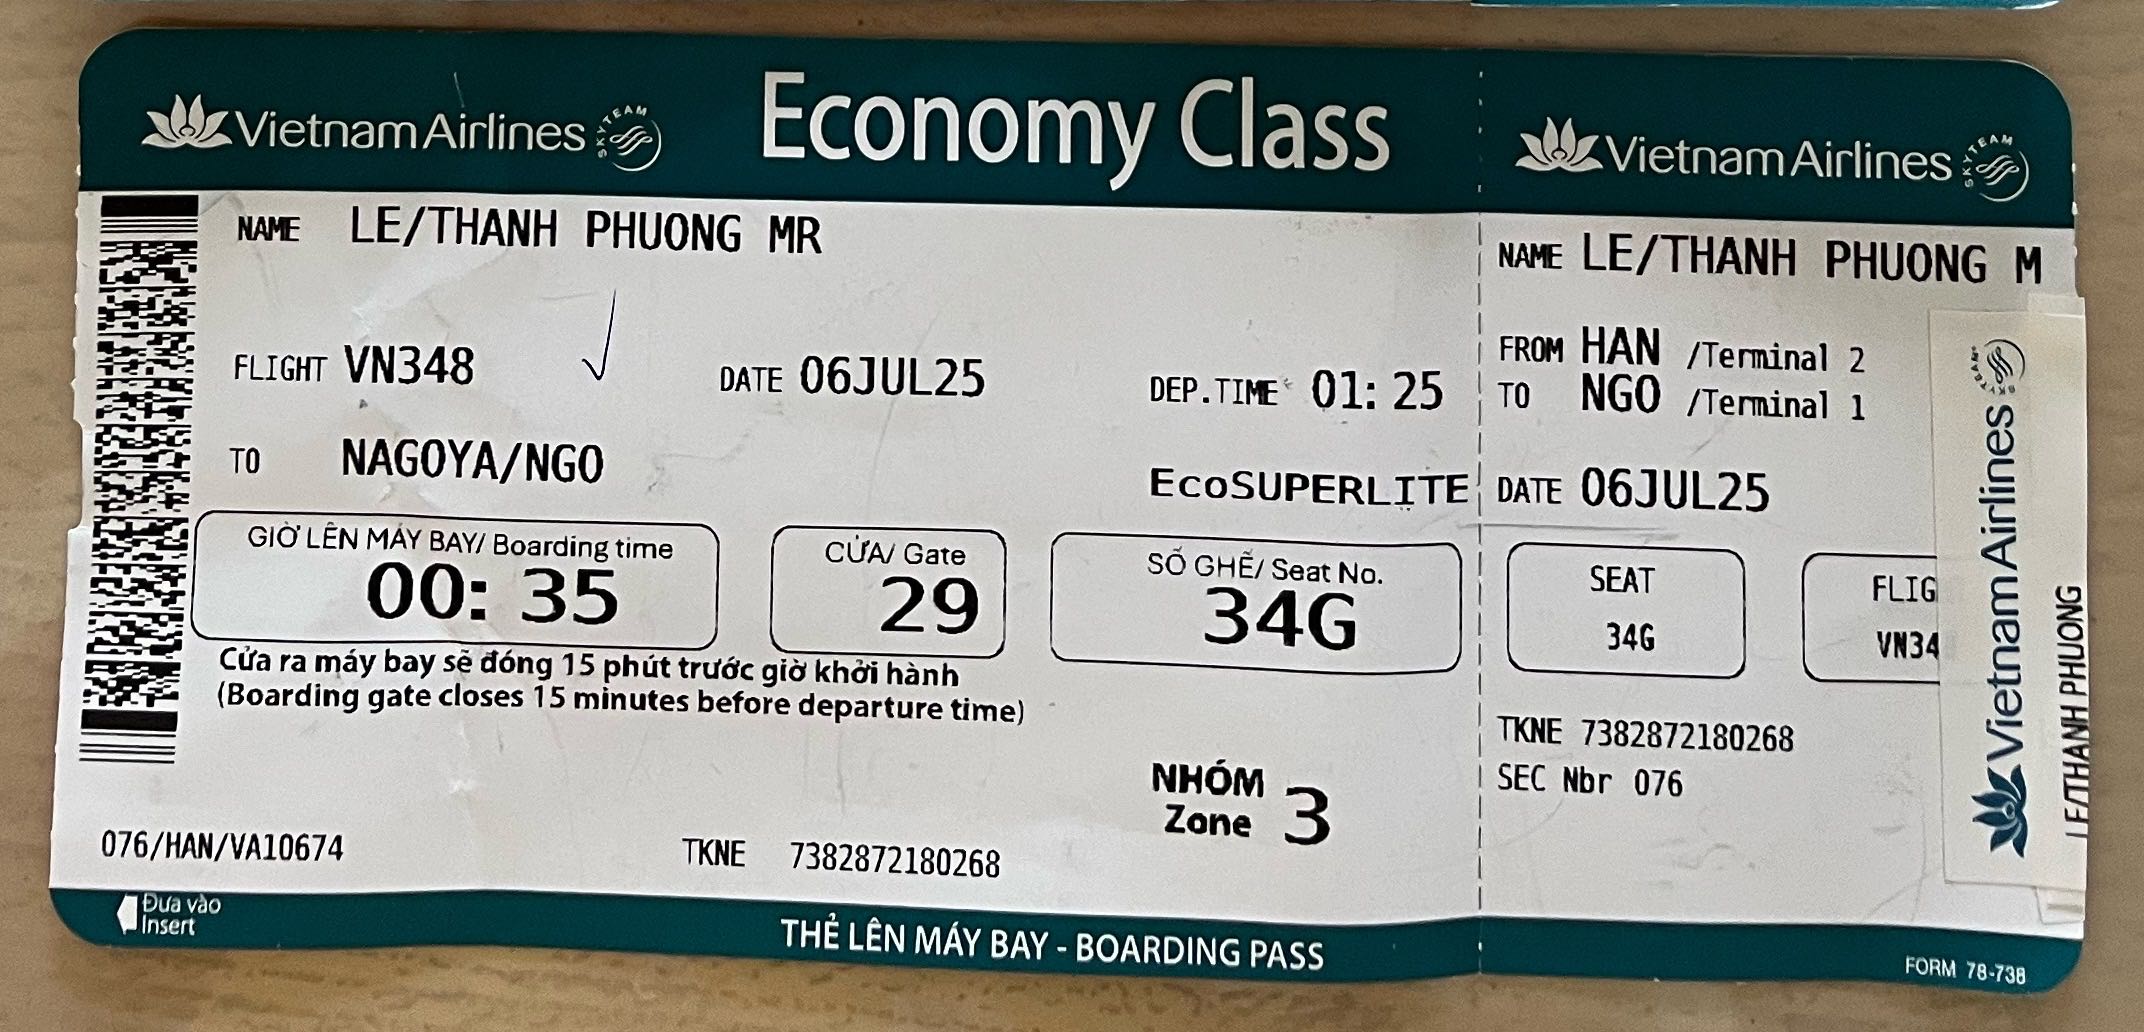 Vietnam Airlines SKYTEAM
Economy Class
NAME LE/THANH PHUONG MR
FLIGHT VN348 DATE 06JUL25 DEP.TIME 01: 25
TO NAGOYA/NGO
EcoSUPERLITE
GIỜ LÊN MÁY BAY/ Boarding time
00: 35
CỬA/ Gate
29
SỐ GHẾ/ Seat No.
34G
Cửa ra máy bay sẽ đóng 15 phút trước giờ khởi hành
(Boarding gate closes 15 minutes before departure time)
NHÓM
Zone 3
076/HAN/VA10674 TKNE 7382872180268
Đưa vào
Insert
THẺ LÊN MÁY BAY - BOARDING PASS
Vietnam Airlines SKYTEAM
NAME LE/THANH PHUONG M
FROM HAN /Terminal 2
TO NGO /Terminal 1
DATE 06JUL25
SEAT
34G
FLIG
VN34
TKNE 7382872180268
SEC Nbr 076
FORM 78-738
Vietnam Airlines SKYTEAM
LE/THANH PHUONG